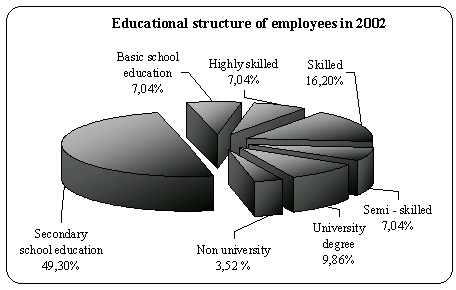 Educational structure of employees in 2002
Basic school
education
7,04%
Highly skilled
7,04%
Skilled
16,20%
Semi - skilled
7,04%
University
degree
9,86%
Non university
3,52 %
Secondary
school education
49,30%